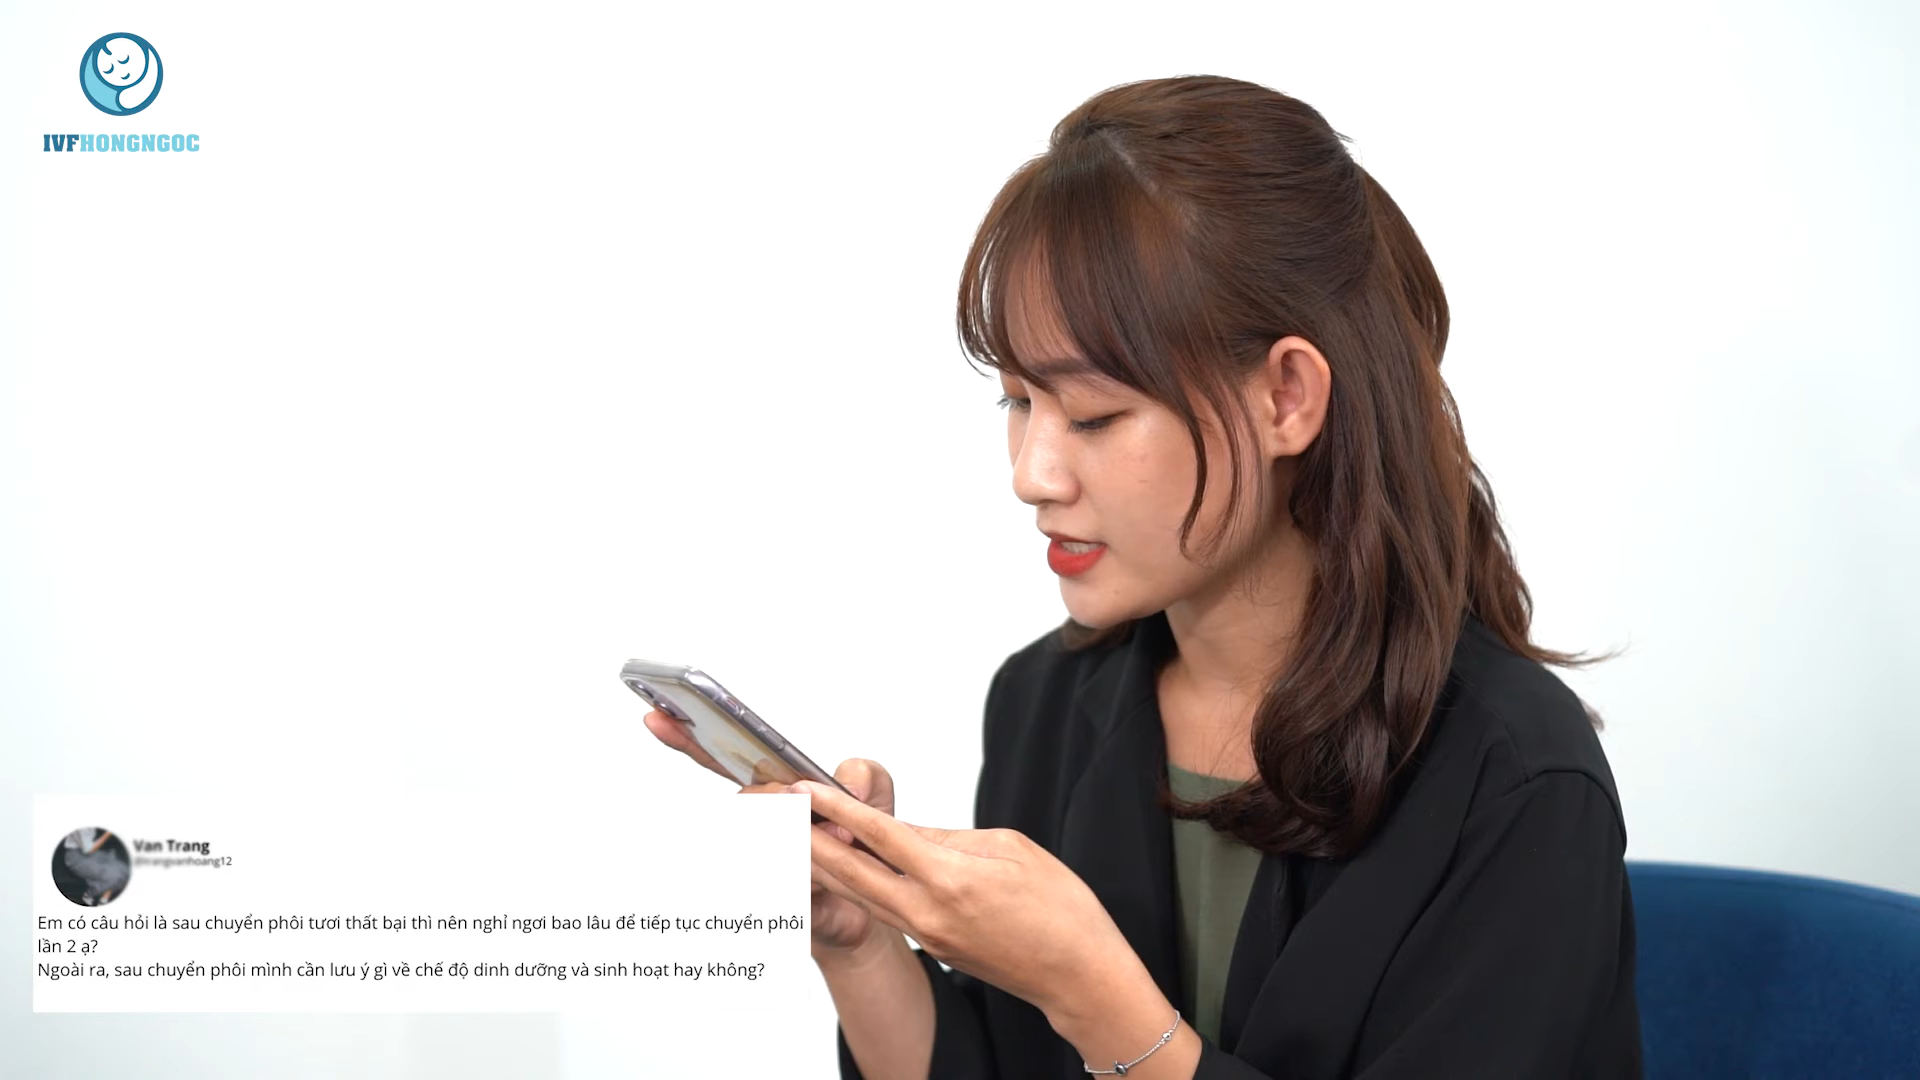 IVFHONGNGOC
Van Trang
@trangvanhoang12
Em có câu hỏi là sau chuyển phôi tươi thất bại thì nên nghỉ ngơi bao lâu để tiếp tục chuyển phôi
lần 2 ạ?
Ngoài ra, sau chuyển phôi mình cần lưu ý gì về chế độ dinh dưỡng và sinh hoạt hay không?